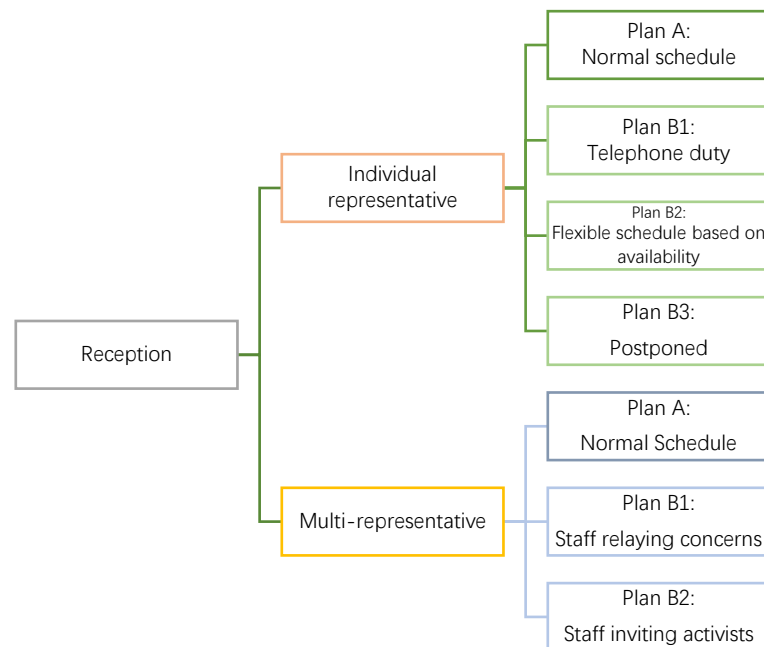 Plan A:
Normal schedule
Plan B1:
Telephone duty
Individual
representative
Plan B2:
Flexible schedule based on
availability
Plan B3:
Postponed
Reception
Plan A:
Normal Schedule
Multi-representative
Plan B1:
Staff relaying concerns
Plan B2:
Staff inviting activists